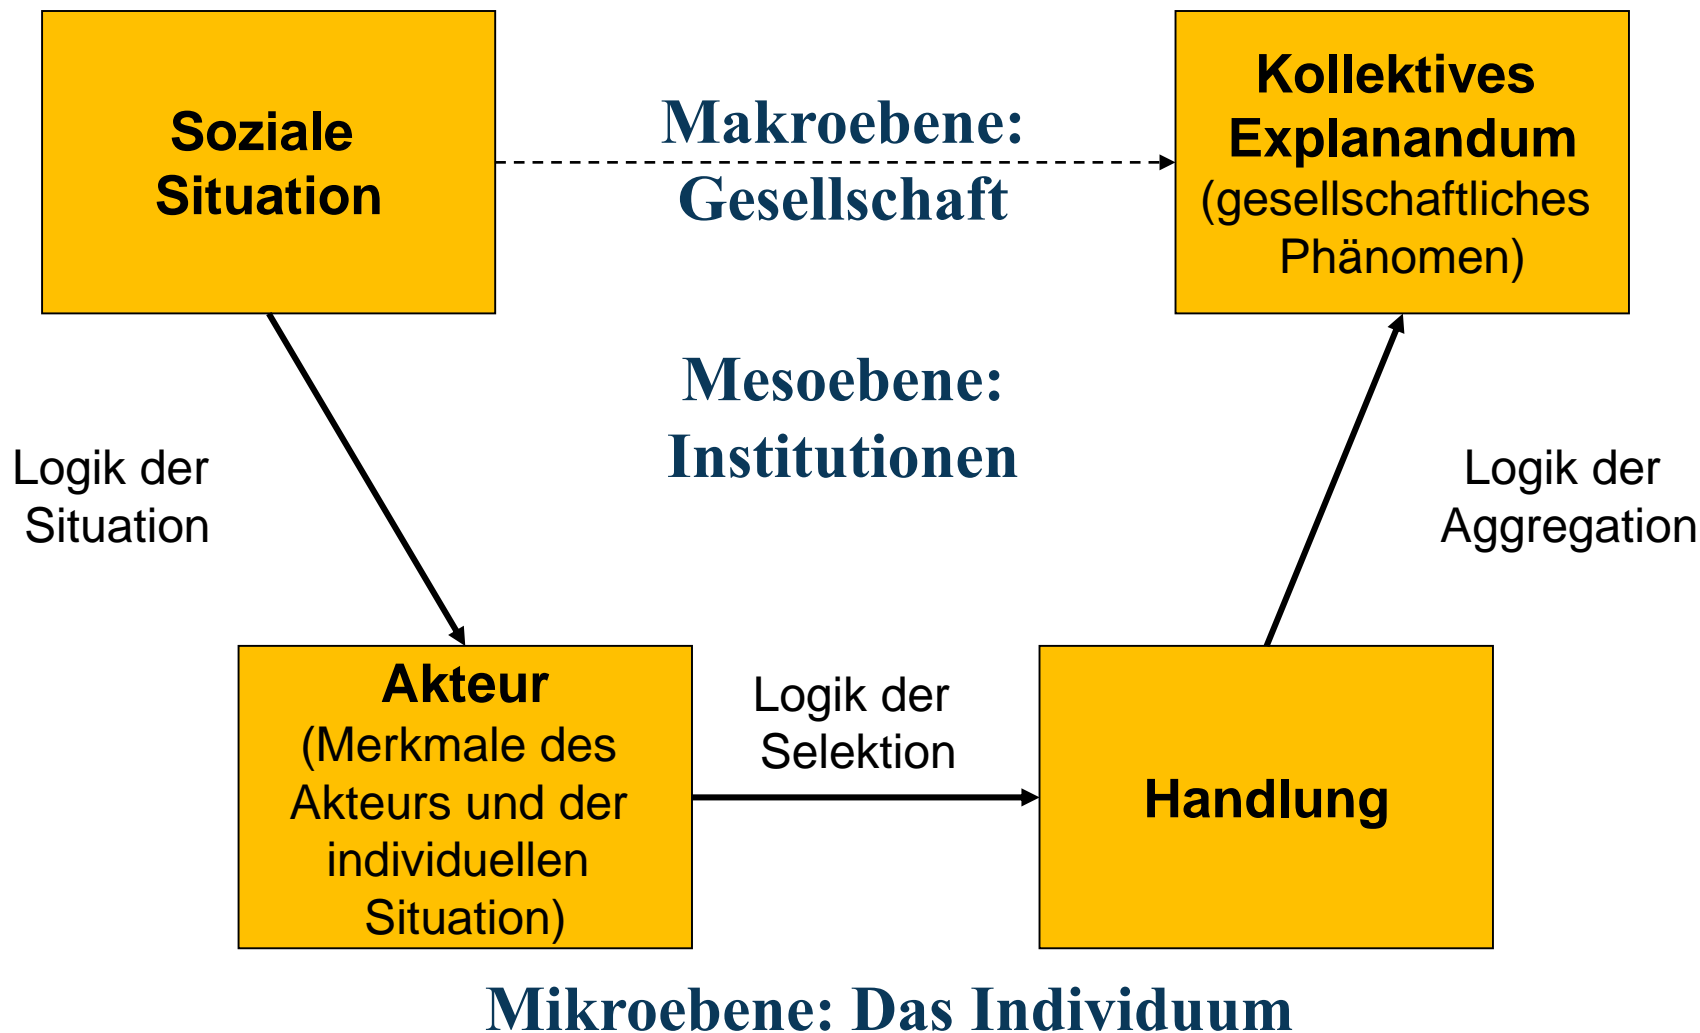 Soziale
Situation
Makroebene:
Gesellschaft
Kollektives
Explanandum
(gesellschaftliches
Phänomen)
Mesoebene:
Institutionen
Logik der
Situation
Logik der
Aggregation
Akteur
(Merkmale des
Akteurs und der
individuellen
Situation)
Logik der
Selektion
Handlung
Mikroebene: Das Individuum